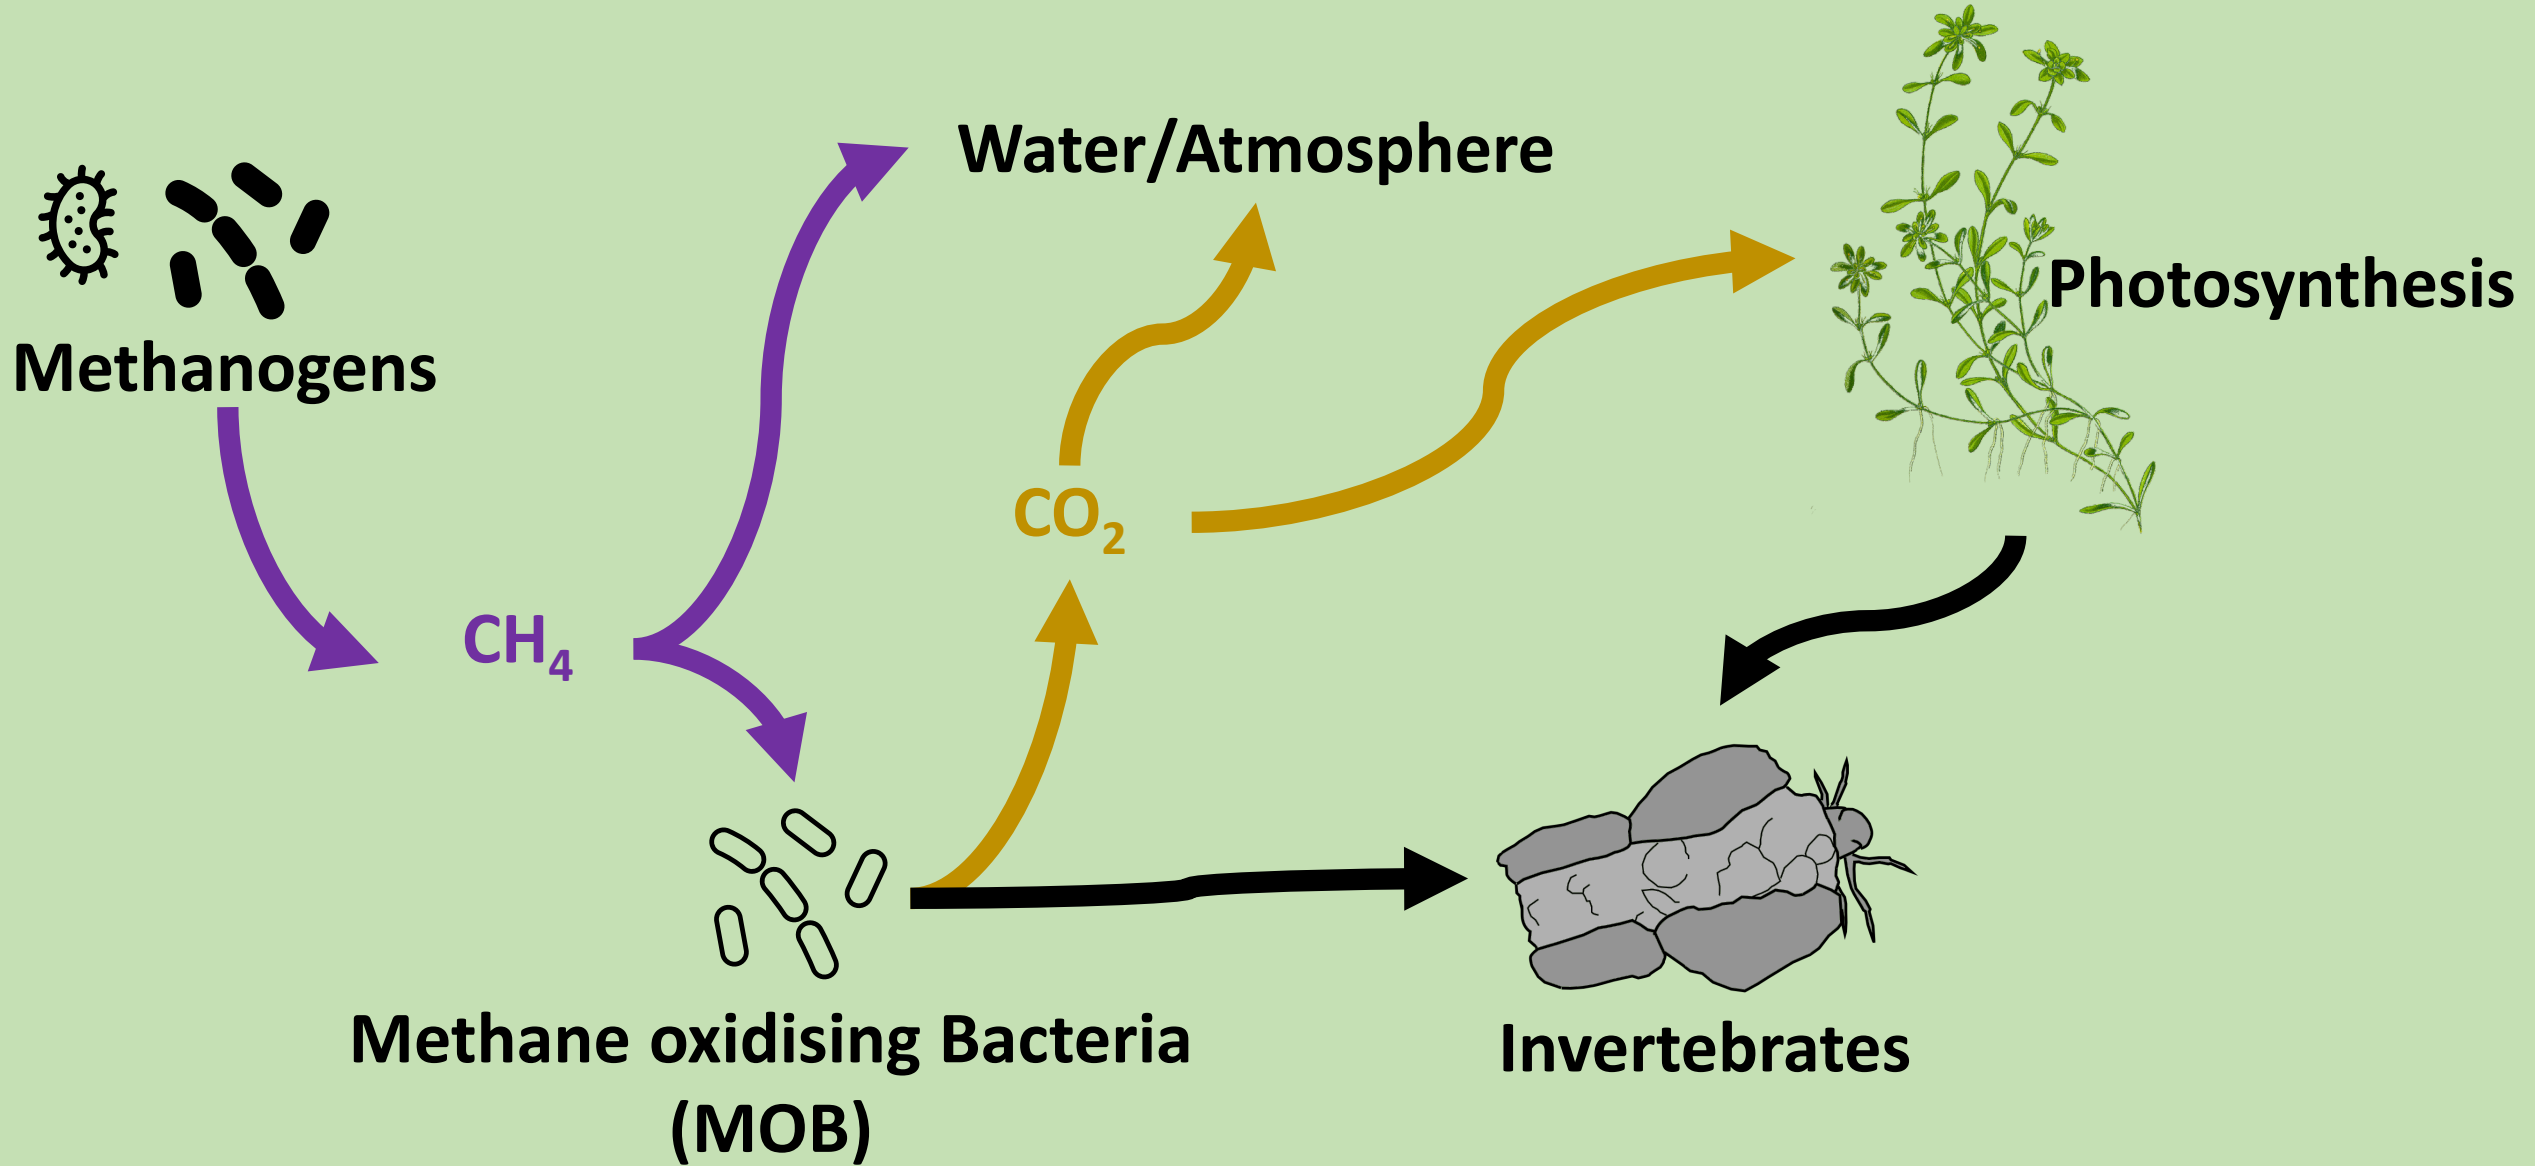 Water/Atmosphere
Photosynthesis
Methanogens
CO₂
CH₄
Methane oxidising Bacteria
(MOB)
Invertebrates